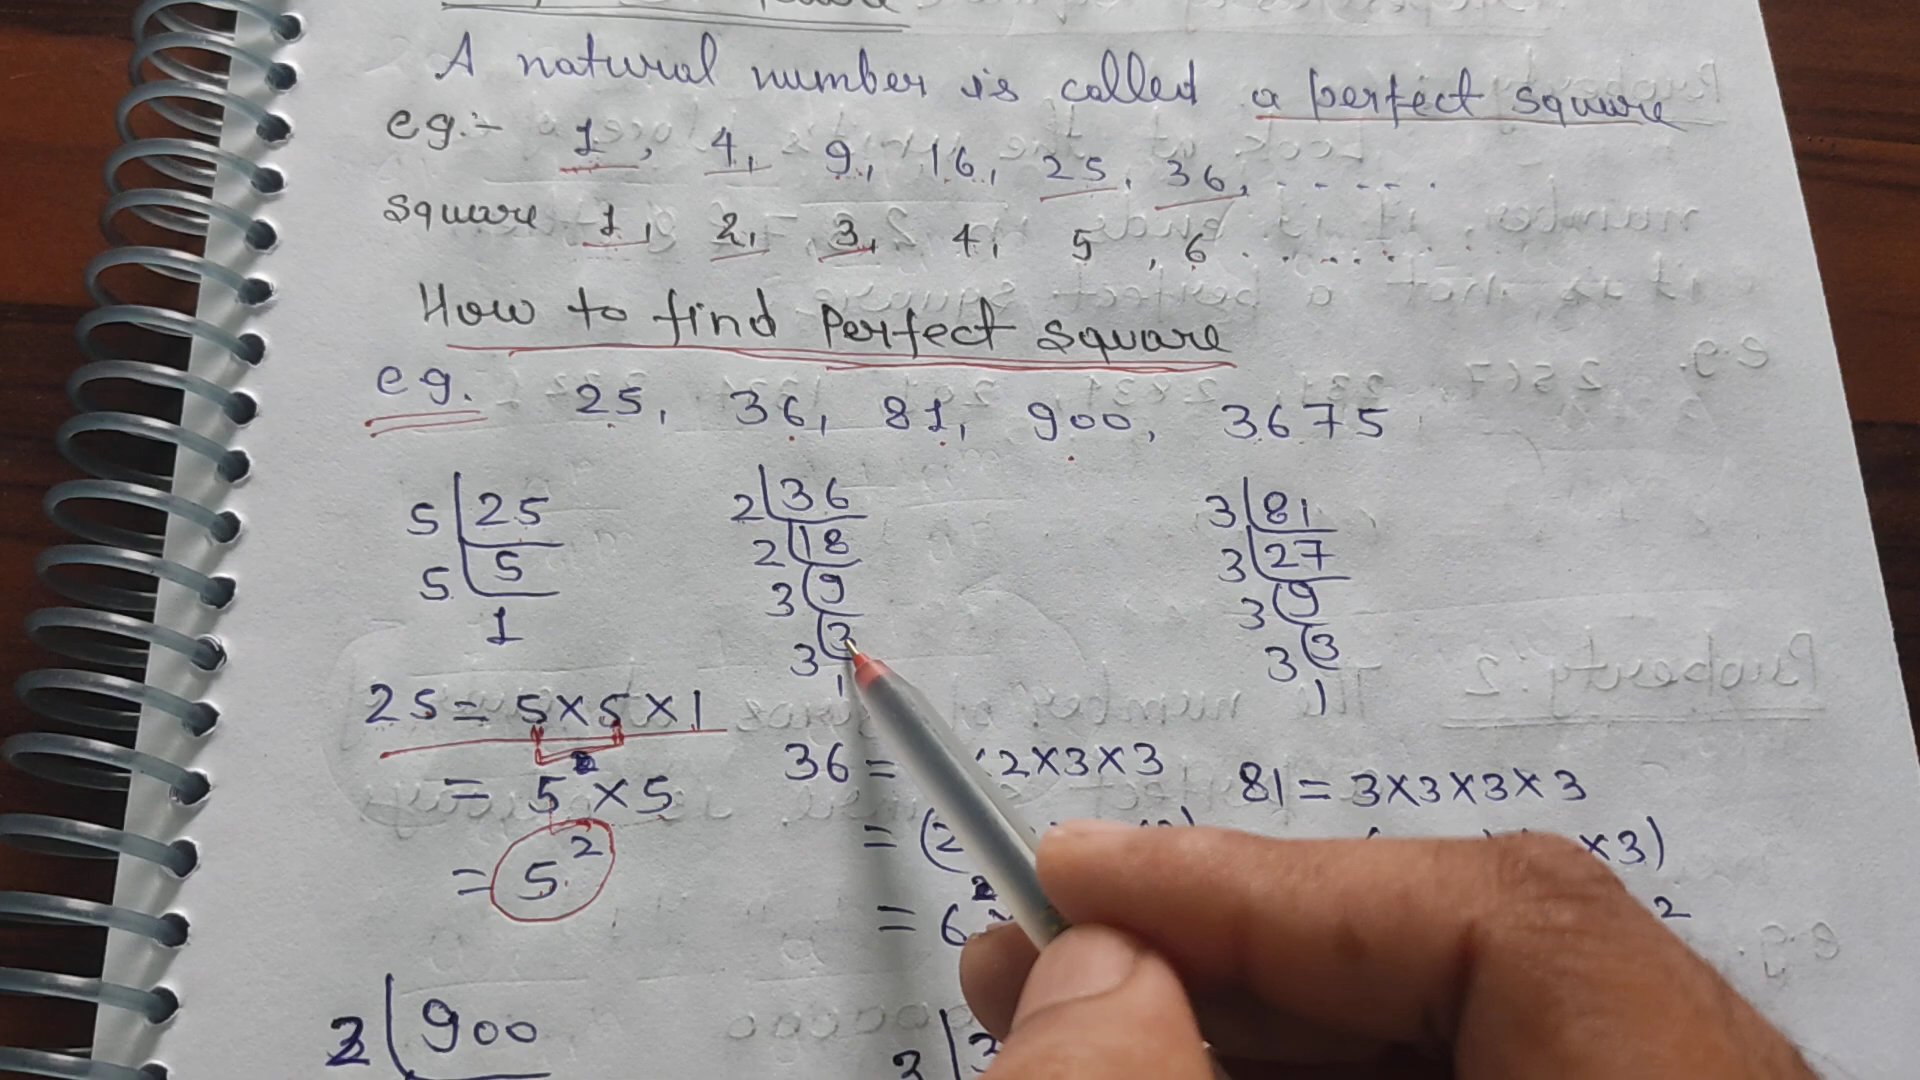 A natural number is called a perfect square
eg.:- 1, 4, 9, 16, 25, 36, ......
square 1, 2, 3, 4, 5, 6 ........
How to find Perfect square
eg. 25, 36, 81, 900, 3675
5 25
5 5
1
25 = 5×5×1
= 5 × 5
= 5²
2 36
2 18
3 9
3 3
1
36 = ×2×3×3
= (2
= 6²
3 81
3 27
3 9
3 3
1
81 = 3×3×3×3
×3)
2
2 900
3